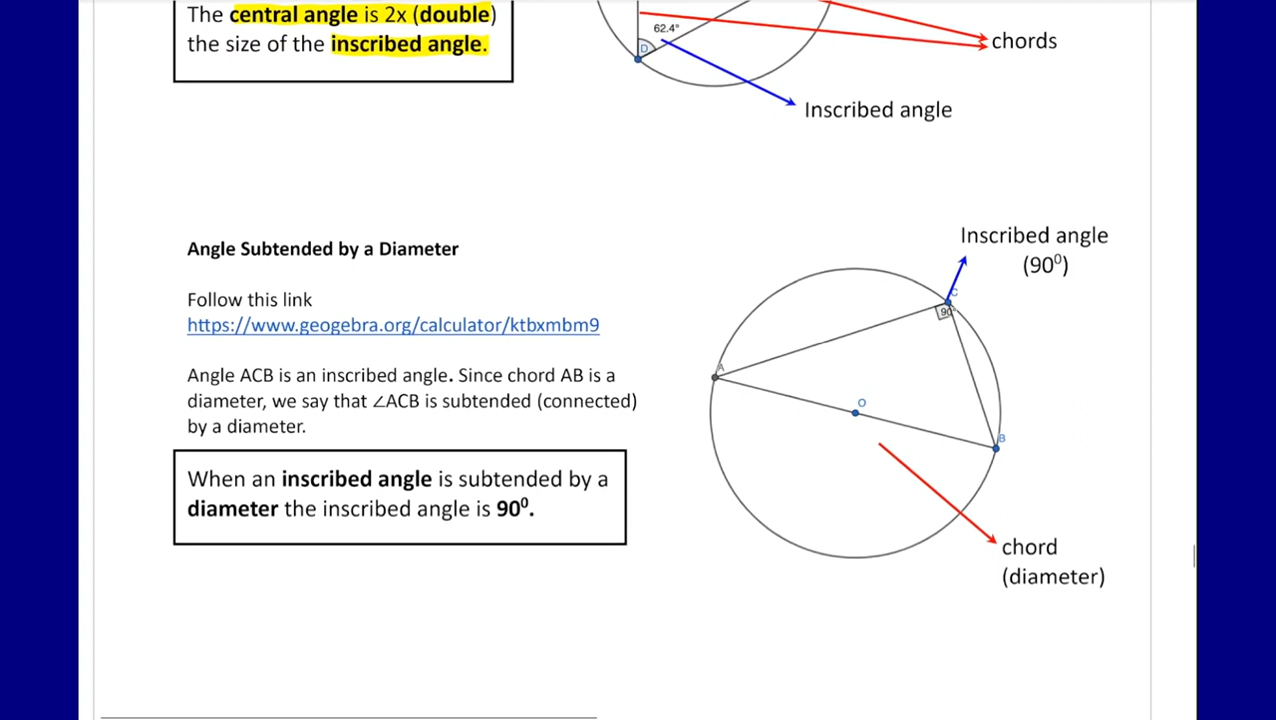 The central angle is 2x (double)
the size of the inscribed angle.
62.4°
D
chords
Inscribed angle
Angle Subtended by a Diameter
Follow this link
https://www.geogebra.org/calculator/ktbxmbm9
Angle ACB is an inscribed angle. Since chord AB is a
diameter, we say that ∠ACB is subtended (connected)
by a diameter.
When an inscribed angle is subtended by a
diameter the inscribed angle is 90⁰.
Inscribed angle
(90⁰)
C
90°
A
O
B
chord
(diameter)